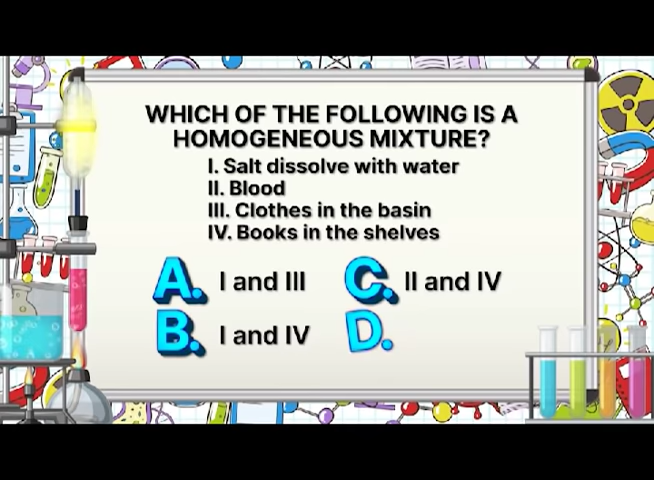 WHICH OF THE FOLLOWING IS A
HOMOGENEOUS MIXTURE?
I. Salt dissolve with water
II. Blood
III. Clothes in the basin
IV. Books in the shelves
A. I and III
C. II and IV
B. I and IV
D.